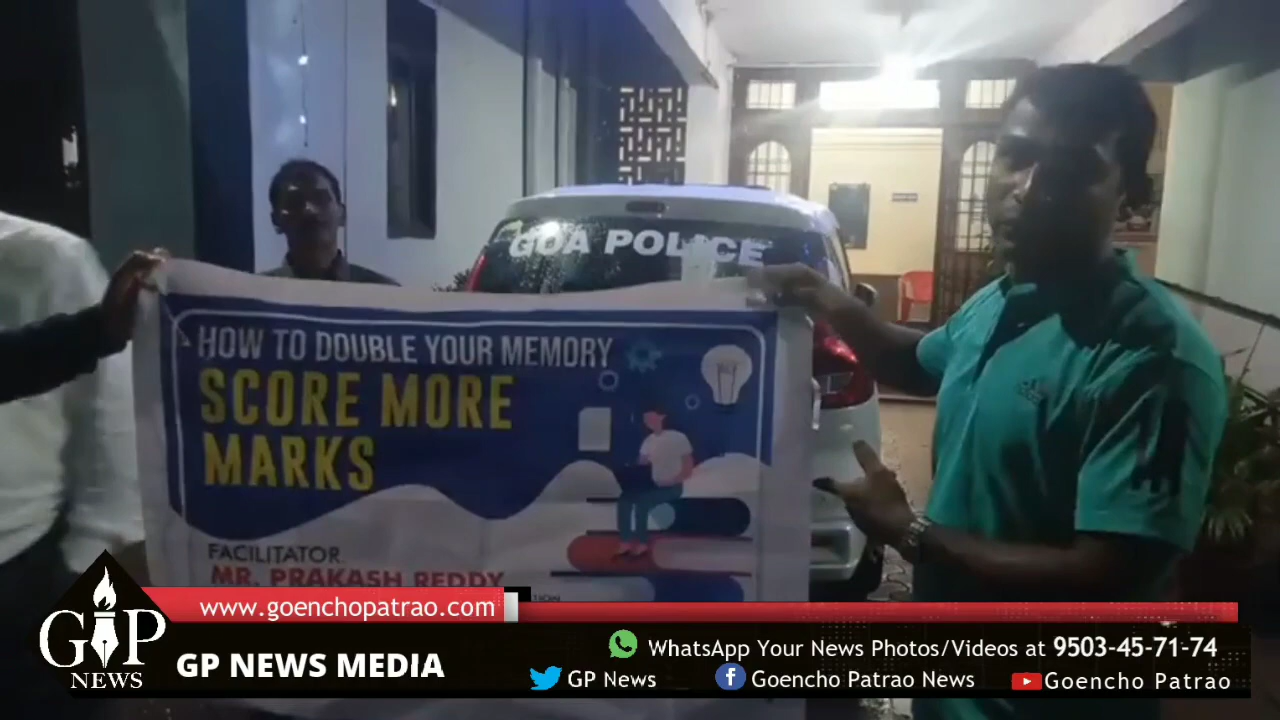 GOA POLICE
HOW TO DOUBLE YOUR MEMORY
SCORE MORE
MARKS
FACILITATOR
MR. PRAKASH REDDY
www.goenchopatrao.com
GP
NEWS
GP NEWS MEDIA
WhatsApp Your News Photos/Videos at 9503-45-71-74
GP News
Goencho Patrao News
Goencho Patrao